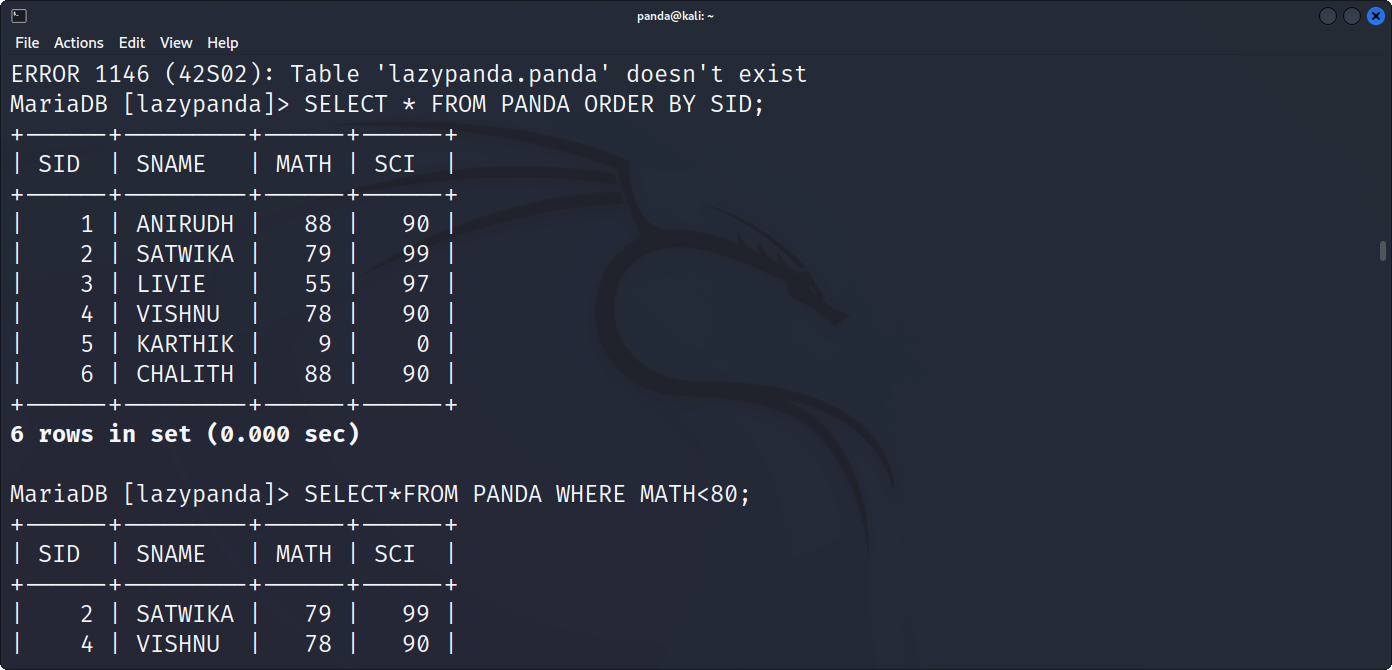 panda@kali: ~
File Actions Edit View Help
ERROR 1146 (42S02): Table 'lazypanda.panda' doesn't exist
MariaDB [lazypanda]> SELECT * FROM PANDA ORDER BY SID;
+------+---------+------+------+
| SID  | SNAME   | MATH | SCI  |
+------+---------+------+------+
|    1 | ANIRUDH |   88 |   90 |
|    2 | SATWIKA |   79 |   99 |
|    3 | LIVIE   |   55 |   97 |
|    4 | VISHNU  |   78 |   90 |
|    5 | KARTHIK |    9 |    0 |
|    6 | CHALITH |   88 |   90 |
+------+---------+------+------+
6 rows in set (0.000 sec)
MariaDB [lazypanda]> SELECT*FROM PANDA WHERE MATH<80;
+------+---------+------+------+
| SID  | SNAME   | MATH | SCI  |
+------+---------+------+------+
|    2 | SATWIKA |   79 |   99 |
|    4 | VISHNU  |   78 |   90 |